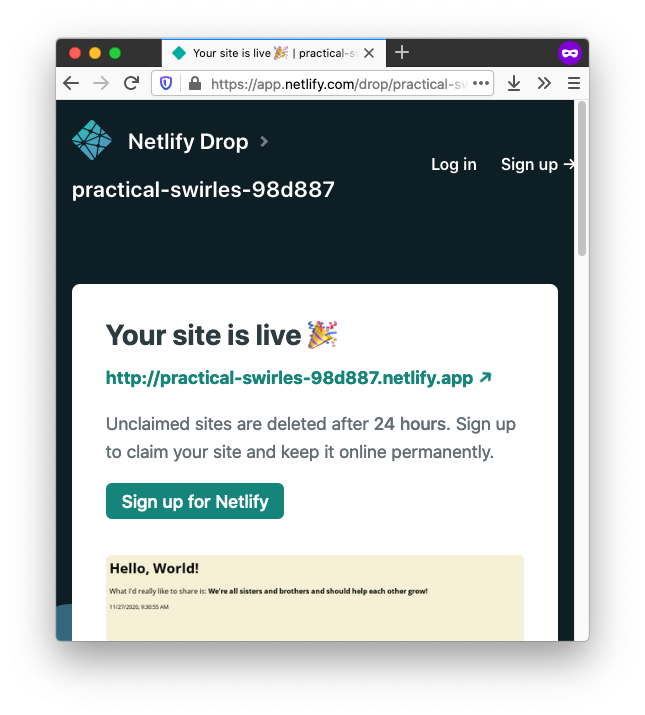 Your site is live 🎉 | practical-s
https://app.netlify.com/drop/practical-sw
Netlify Drop >
Log in
Sign up →
practical-swirles-98d887
Your site is live 🎉
http://practical-swirles-98d887.netlify.app ↗
Unclaimed sites are deleted after 24 hours. Sign up
to claim your site and keep it online permanently.
Sign up for Netlify
Hello, World!
What I'd really like to share is: We're all sisters and brothers and should help each other grow!
11/27/2020, 9:30:55 AM